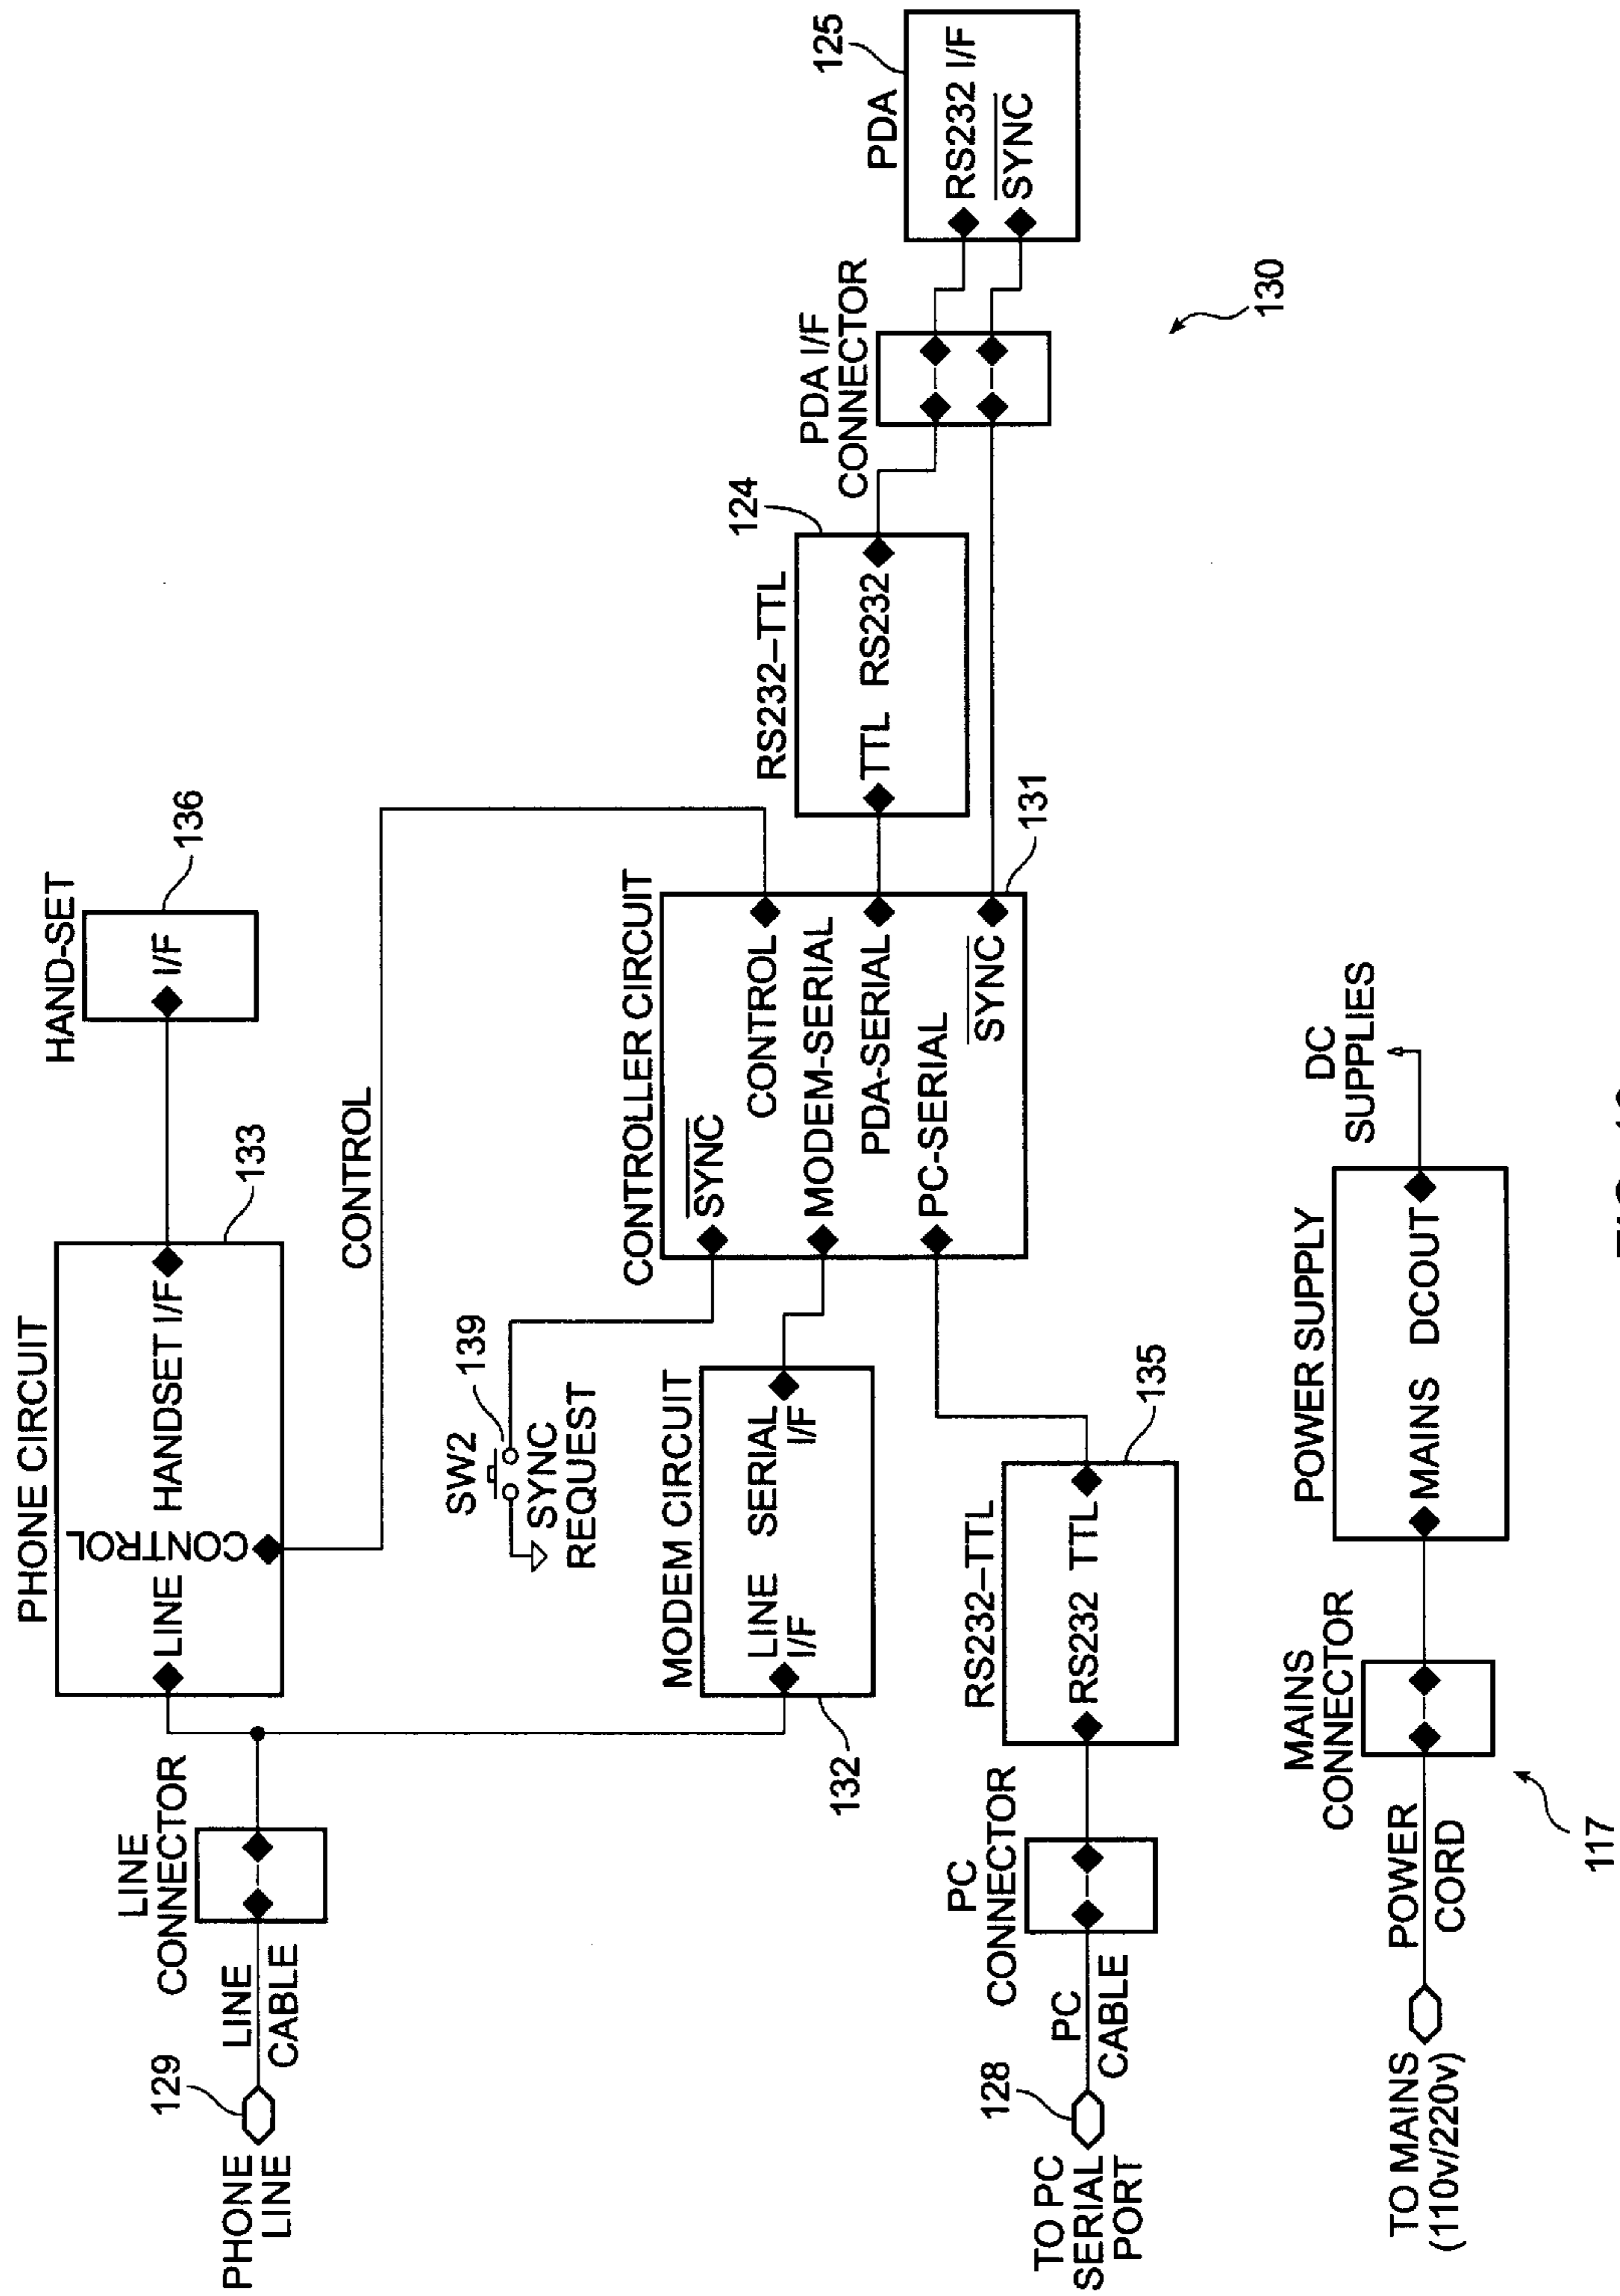 PHONE
LINE
129
LINE
CABLE
LINE
CONNECTOR
PHONE CIRCUIT
LINE
CONTROL
HANDSET I/F
133
HAND-SET
I/F
136
CONTROL
SW2
139
SYNC
REQUEST
MODEM CIRCUIT
LINE
I/F
SERIAL
I/F
132
CONTROLLER CIRCUIT
SYNC
CONTROL
MODEM-SERIAL
PDA-SERIAL
PC-SERIAL
SYNC
131
RS232–TTL
TTL RS232
124
PDA I/F
CONNECTOR
PDA
RS232 I/F
SYNC
125
130
TO PC
SERIAL
PORT
128
PC
CABLE
PC
CONNECTOR
RS232–TTL
RS232 TTL
135
TO MAINS
(110v/220v)
POWER
CORD
MAINS
CONNECTOR
117
POWER SUPPLY
MAINS DCOUT
DC
SUPPLIES